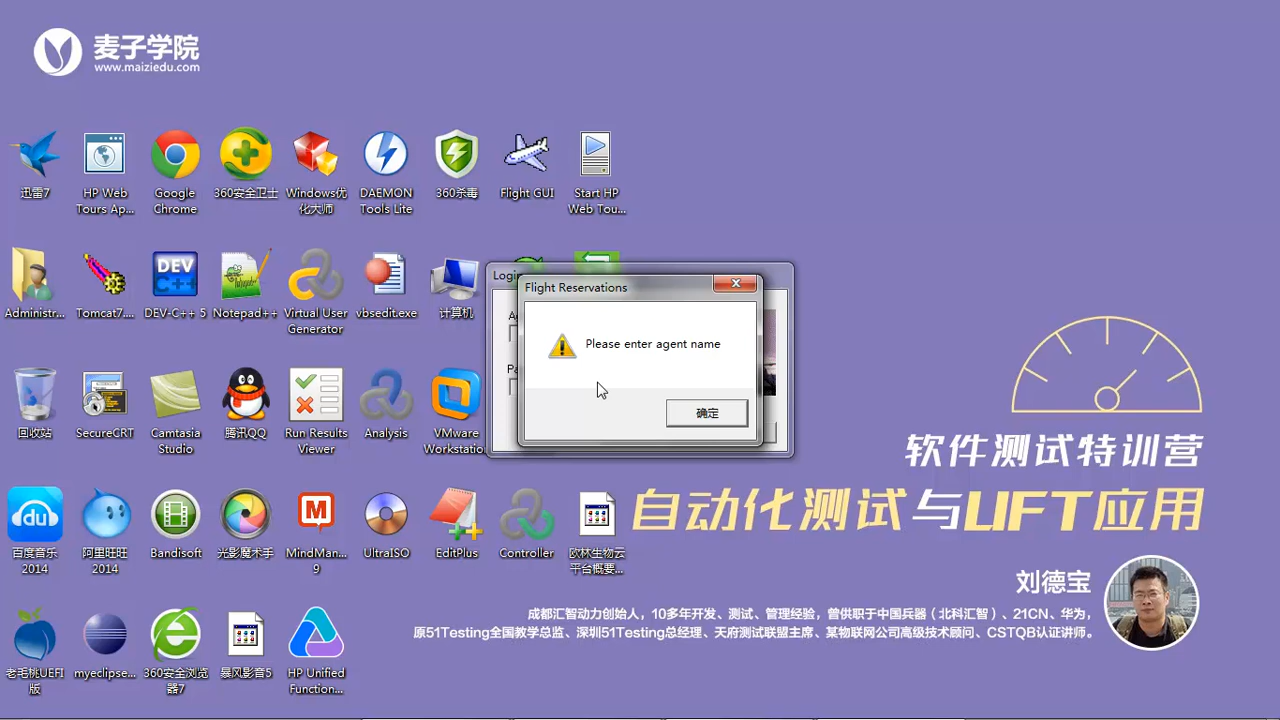 麦子学院
www.maiziedu.com
迅雷7
HP Web
Tours Ap...
Google
Chrome
360安全卫士
Windows优
化大师
DAEMON
Tools Lite
360杀毒
Flight GUI
Start HP
Web Tou...
Administr...
Tomcat7....
DEV
C++
DEV-C++ 5
Notepad++
Virtual User
Generator
vbsedit.exe
计算机
Login
Flight Reservations
Please enter agent name
确定
回收站
SecureCRT
Camtasia
Studio
腾讯QQ
Run Results
Viewer
Analysis
VMware
Workstation
软件测试特训营
自动化测试与UFT应用
du
百度音乐
2014
阿里旺旺
2014
Bandisoft
光影魔术手
M
MindMan...
9
UltraISO
EditPlus
Controller
欧林生物云
平台概要...
刘德宝
成都汇智动力创始人，10多年开发、测试、管理经验，曾供职于中国兵器（北科汇智）、21CN、华为，
原51Testing全国教学总监、深圳51Testing总经理、天府测试联盟主席、某物联网公司高级技术顾问、CSTQB认证讲师。
老毛桃UEFI
版
myeclipse...
360安全浏览
器7
暴风影音5
HP Unified
Function...